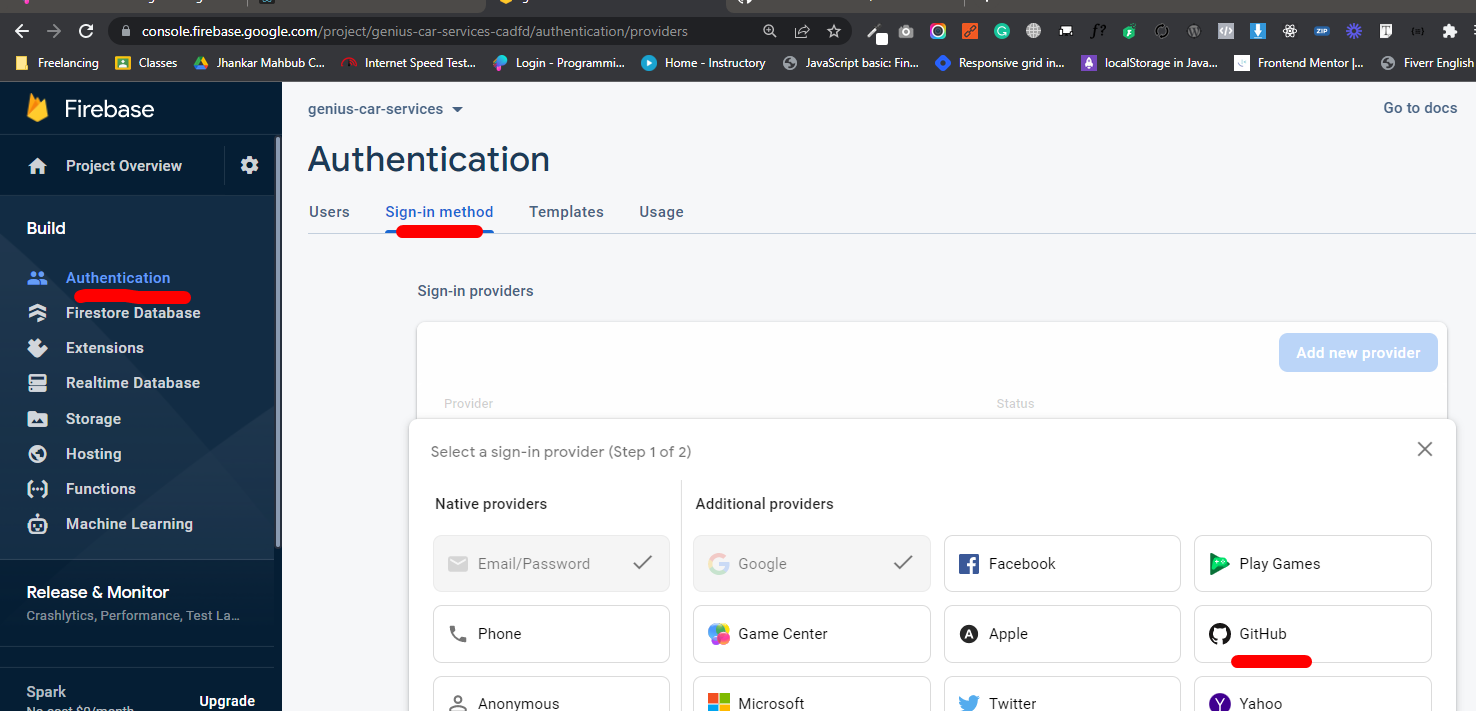 console.firebase.google.com/project/genius-car-services-cadfd/authentication/providers
Freelancing
Classes
Jhankar Mahbub C...
Internet Speed Test...
Login - Programmi...
Home - Instructory
JavaScript basic: Fin...
Responsive grid in...
localStorage in Java...
Frontend Mentor |...
Fiverr English
Firebase
Project Overview
Build
Authentication
Firestore Database
Extensions
Realtime Database
Storage
Hosting
Functions
Machine Learning
Release & Monitor
Crashlytics, Performance, Test La...
Spark
No cost $0/month
Upgrade
genius-car-services
Go to docs
Authentication
Users
Sign-in method
Templates
Usage
Sign-in providers
Add new provider
Provider
Status
Select a sign-in provider (Step 1 of 2)
Native providers
Additional providers
Email/Password
Google
Facebook
Play Games
Phone
Game Center
Apple
GitHub
Anonymous
Microsoft
Twitter
Yahoo